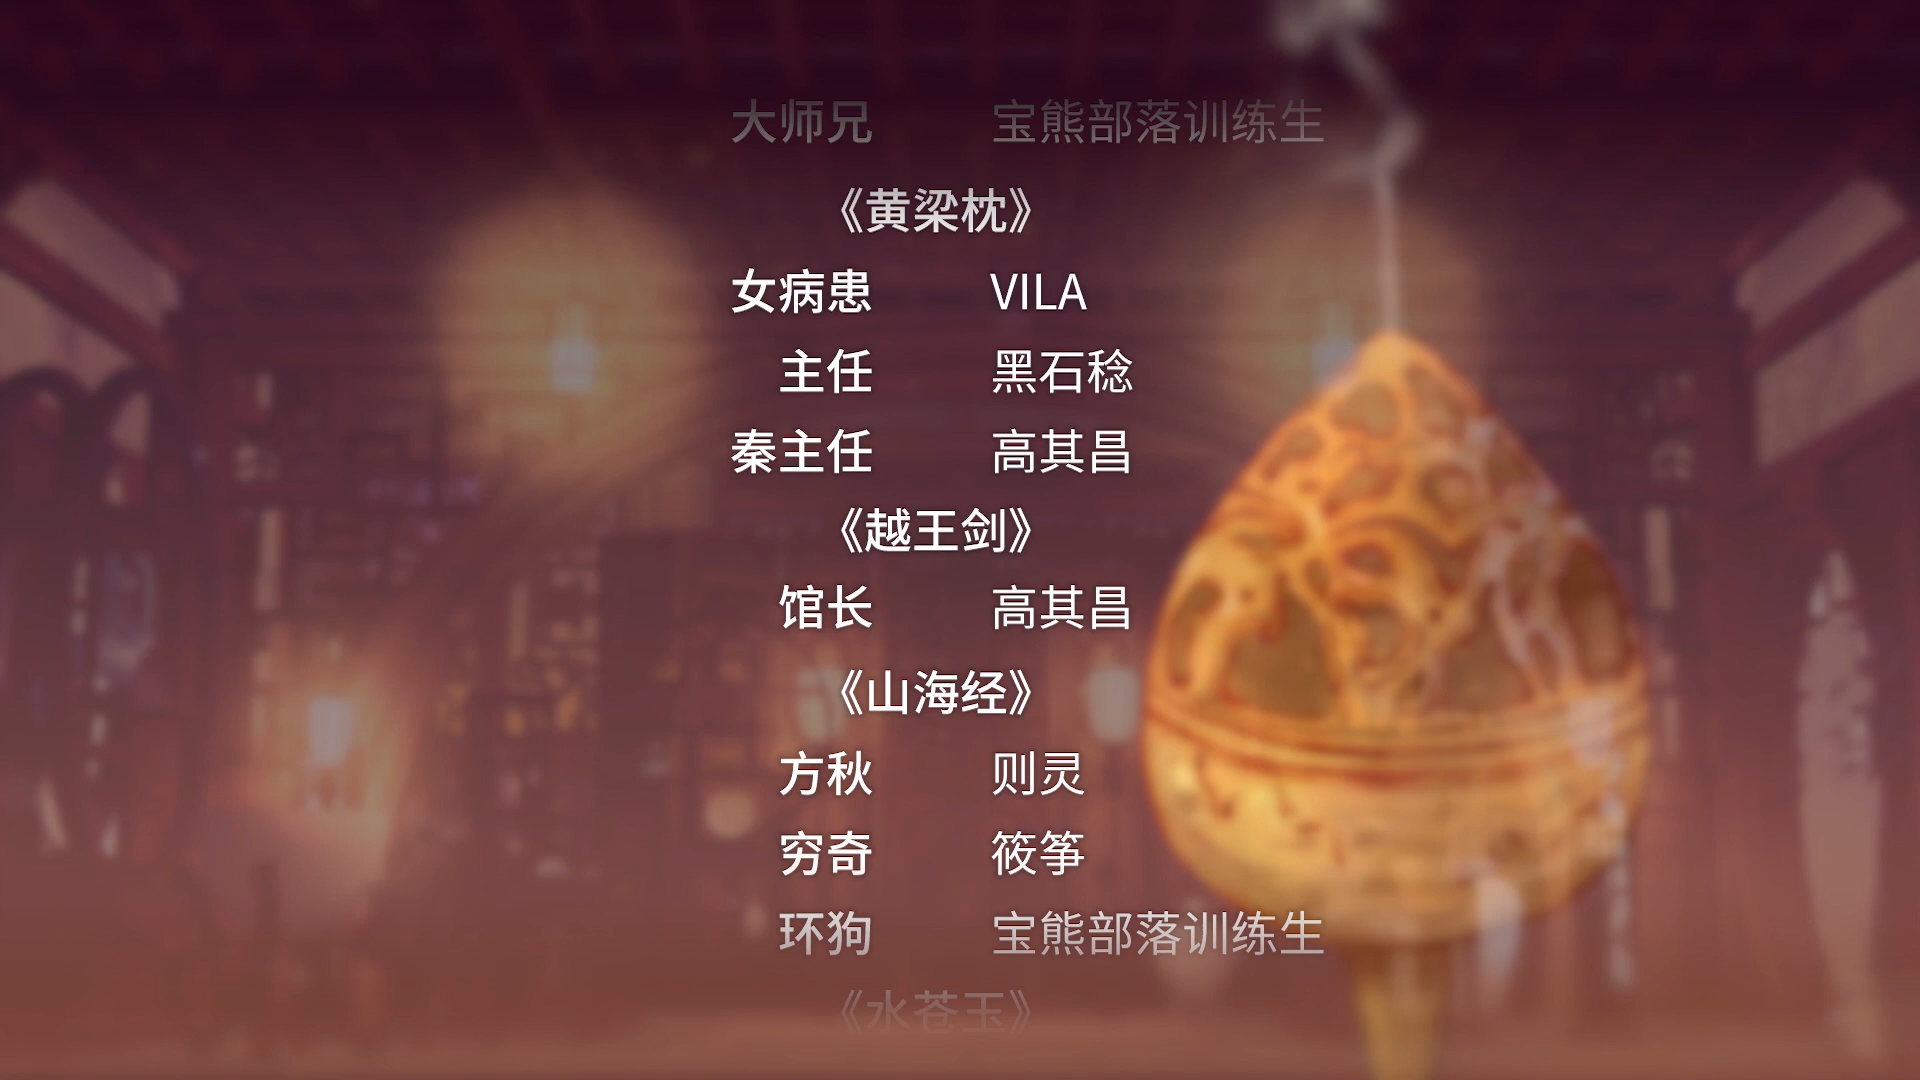 大师兄 宝熊部落训练生
《黄梁枕》
女病患 VILA
主任 黑石稔
秦主任 高其昌
《越王剑》
馆长 高其昌
《山海经》
方秋 则灵
穷奇 筱筝
环狗 宝熊部落训练生
《水苍玉》